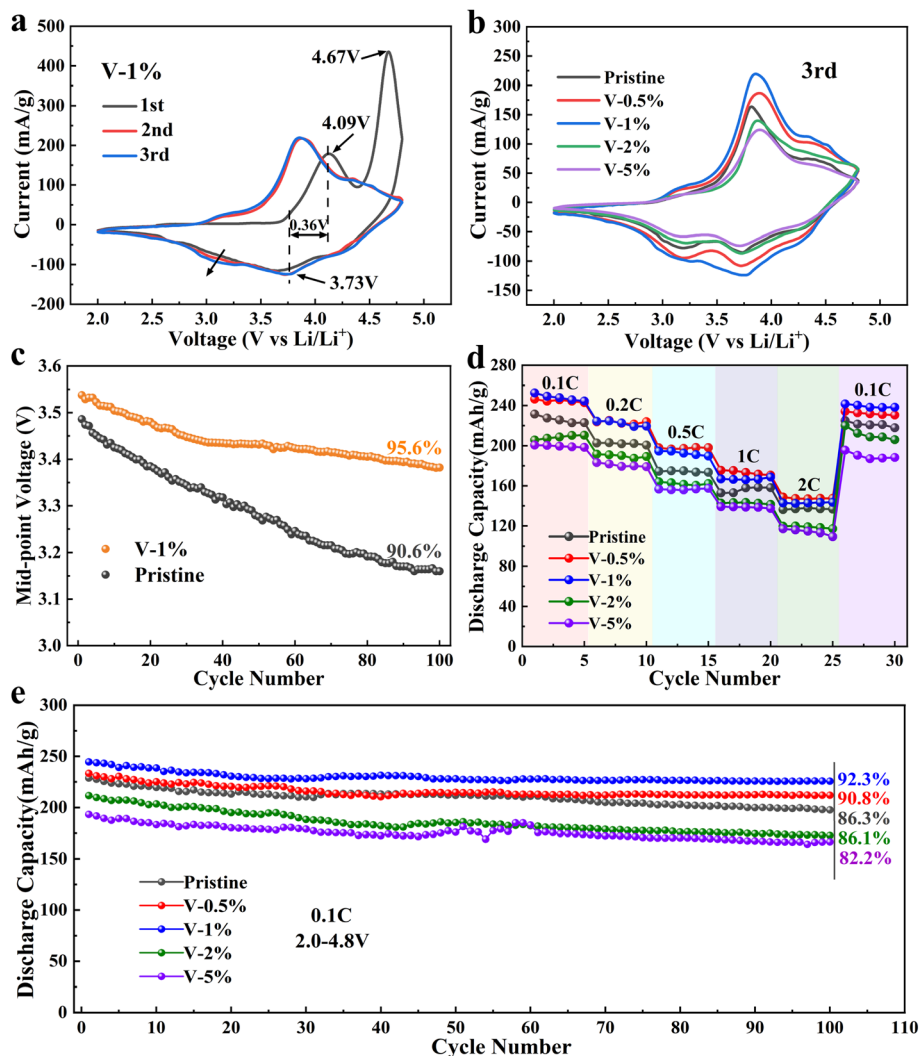 a
V-1%
1st
2nd
3rd
4.67V
4.09V
0.36V
3.73V
500
400
300
200
100
0
-100
-200
Current (mA/g)
2.0 2.5 3.0 3.5 4.0 4.5 5.0
Voltage (V vs Li/Li⁺)
b
3rd
Pristine
V-0.5%
V-1%
V-2%
V-5%
300
250
200
150
100
50
0
-50
-100
-150
Current (mA/g)
2.0 2.5 3.0 3.5 4.0 4.5 5.0
Voltage (V vs Li/Li⁺)
c
3.6
3.5
3.4
3.3
3.2
3.1
3.0
Mid-point Voltage (V)
95.6%
90.6%
V-1%
Pristine
0 20 40 60 80 100
Cycle Number
d
280
240
200
160
120
80
40
0
Discharge Capacity(mAh/g)
0.1C
0.2C
0.5C
1C
2C
0.1C
Pristine
V-0.5%
V-1%
V-2%
V-5%
0 5 10 15 20 25 30
Cycle Number
e
300
250
200
150
100
50
0
Discharge Capacity(mAh/g)
92.3%
90.8%
86.3%
86.1%
82.2%
Pristine
V-0.5%
V-1%
V-2%
V-5%
0.1C
2.0-4.8V
0 10 20 30 40 50 60 70 80 90 100 110
Cycle Number